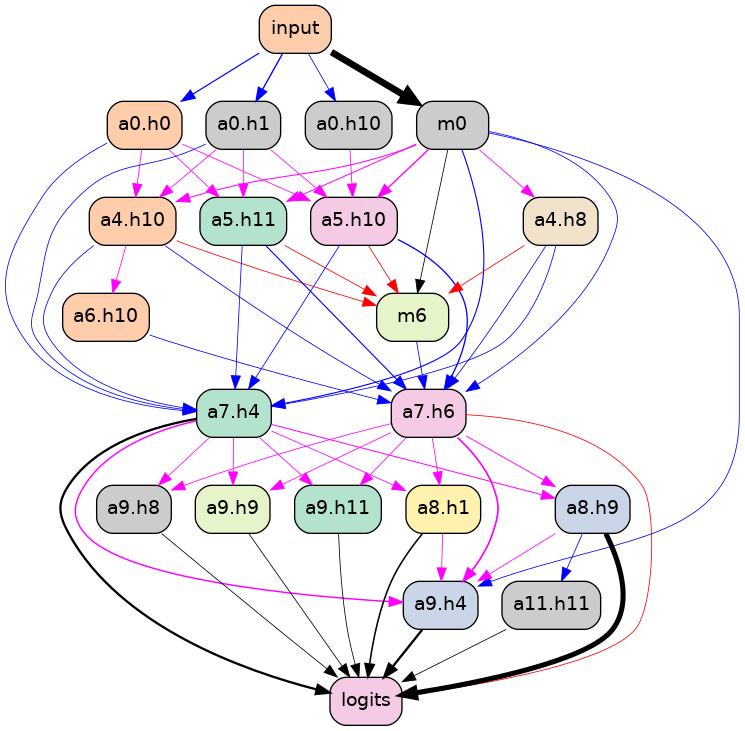 input
a0.h0 a0.h1 a0.h10 m0
a4.h10 a5.h11 a5.h10 a4.h8
a6.h10 m6
a7.h4 a7.h6
a9.h8 a9.h9 a9.h11 a8.h1 a8.h9
a9.h4 a11.h11
logits